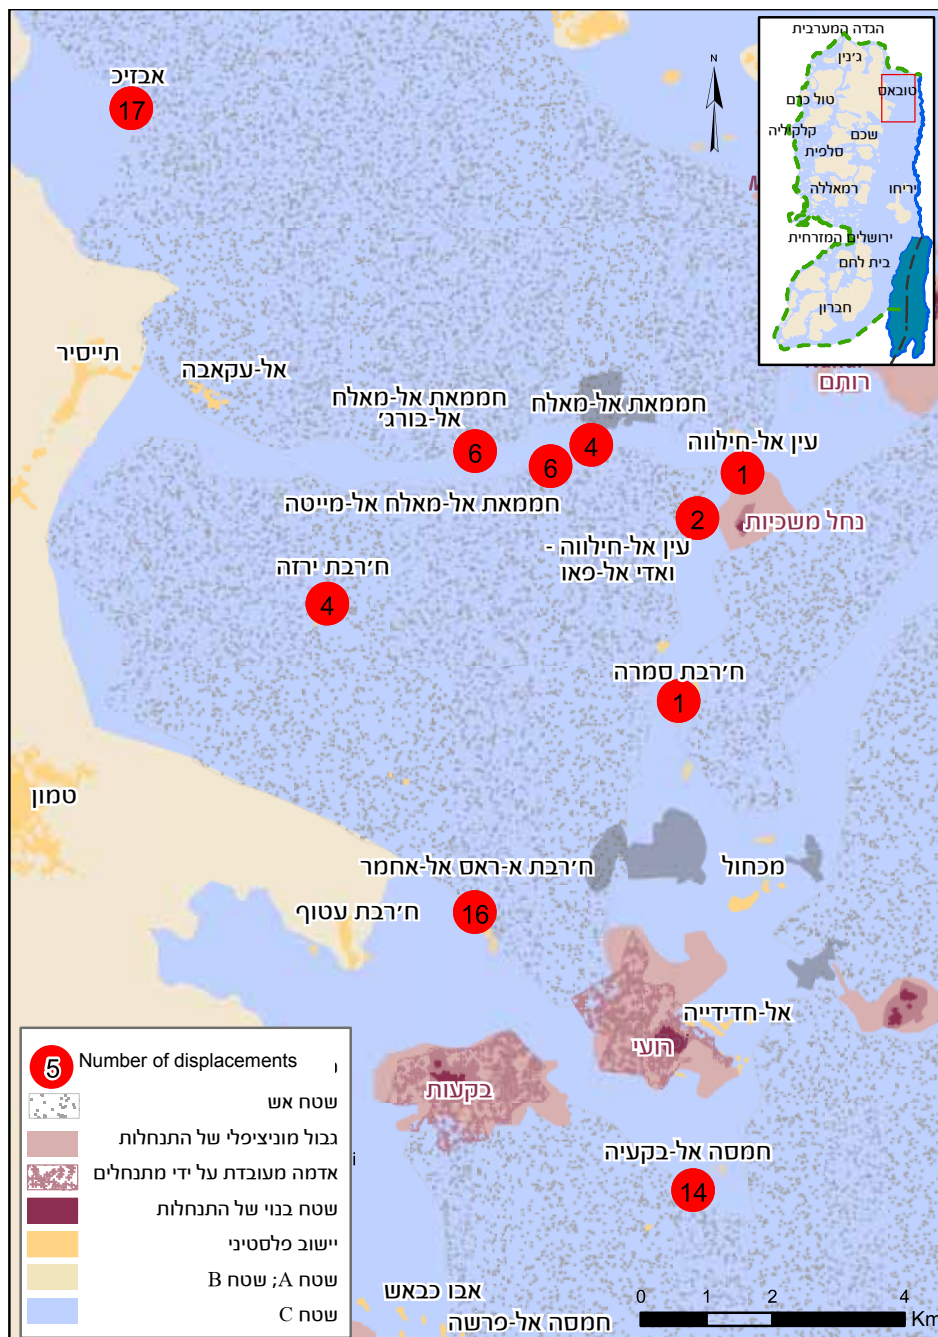 הגדה המערבית
ג׳נין
טובאס
טול כרם
קלקיליה
שכם
סלפית
רמאללה
יריחו
ירושלים המזרחית
בית לחם
חברון
N
אבזיכ
17
תייסיר
אל-עקאבה
רותם
חממאת אל-מאלח
אל-בורג׳
6
חממאת אל-מאלח
4
6
חממאת אל-מאלח אל-מייטה
עין אל-חילווה
1
נחל משכיות
2
עין אל-חילווה -
ואדי אל-פאו
ח׳רבת ירזה
4
ח׳רבת סמרה
1
טמון
מכחול
ח׳רבת א-ראס אל-אחמר
16
ח׳רבת עטוף
אל-חדידייה
רועי
בקעות
חמסה אל-בקעיה
14
אבו כבאש
חמסה אל-פרשה
5 Number of displacements
שטח אש
גבול מוניציפלי של התנחלות
אדמה מעובדת על ידי מתנחלים
שטח בנוי של התנחלות
יישוב פלסטיני
שטח A; שטח B
שטח C
0 1 2 4
Km